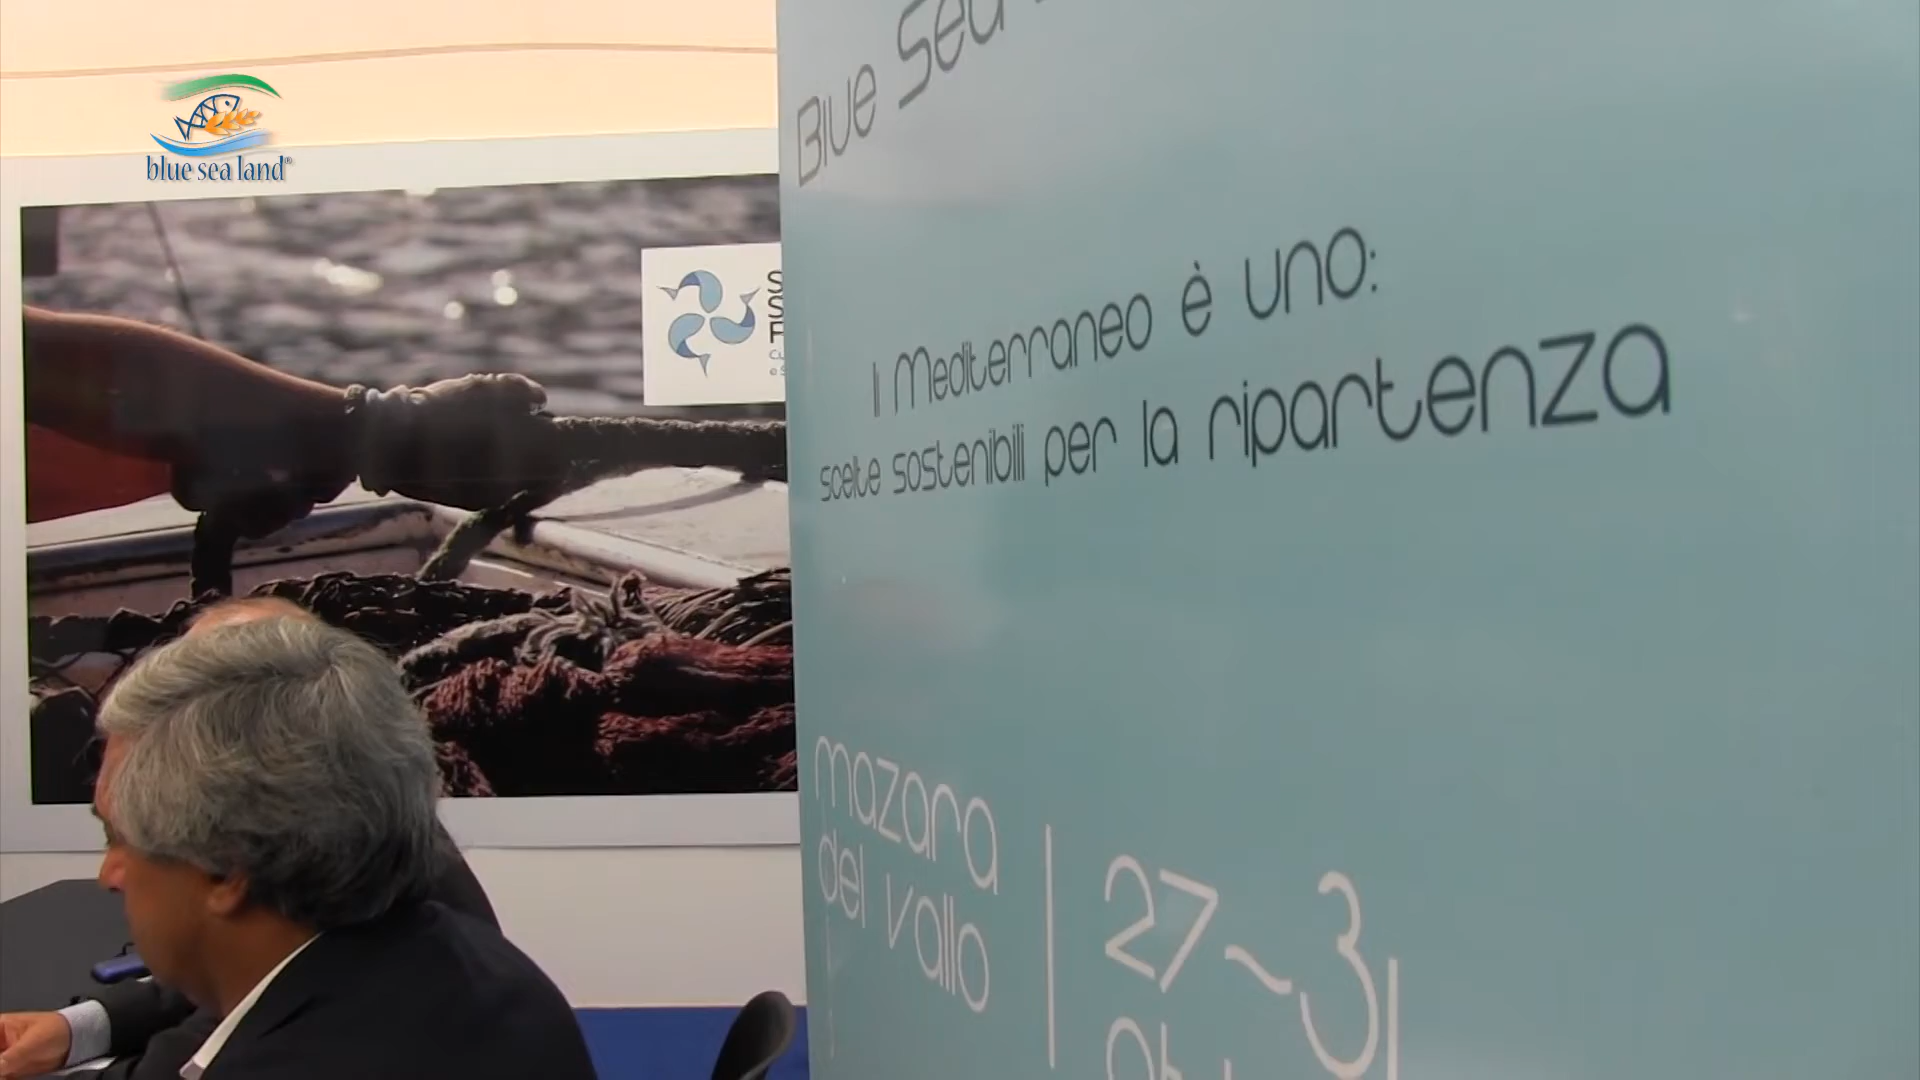 blue sea land®
Blue Sea
Il Mediterraneo è uno:
scelte sostenibili per la ripartenza
mazara
del vallo
27-31